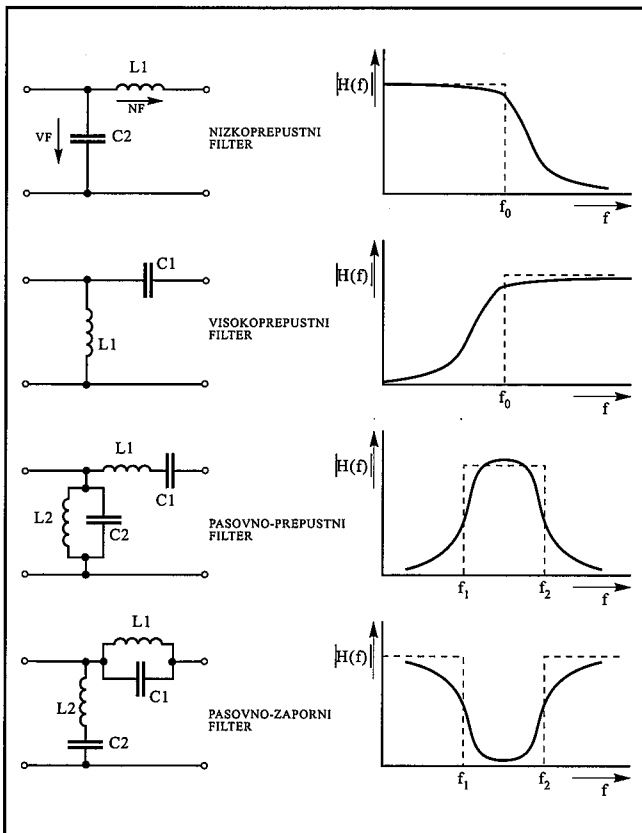 L1
NF
VF
C2
NIZKOPREPUSTNI
FILTER
|H(f)|
f₀
f
C1
L1
VISOKOPREPUSTNI
FILTER
|H(f)|
f₀
f
L1
C1
L2
C2
PASOVNO-PREPUSTNI
FILTER
|H(f)|
f₁
f₂
f
L1
C1
L2
C2
PASOVNO-ZAPORNI
FILTER
|H(f)|
f₁
f₂
f